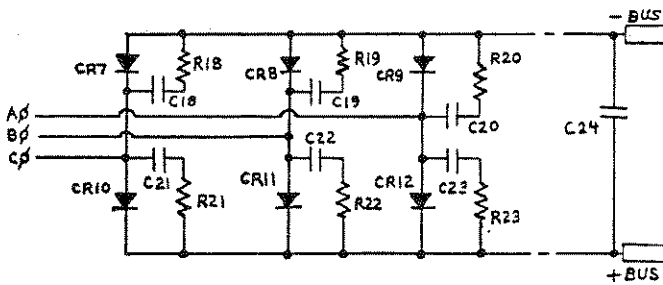 - BUS
R18
R19
R20
CR7
CR8
CR9
C18
C19
C20
AØ
BØ
CØ
C24
C22
C21
C23
CR10
CR11
CR12
R21
R22
R23
+ BUS